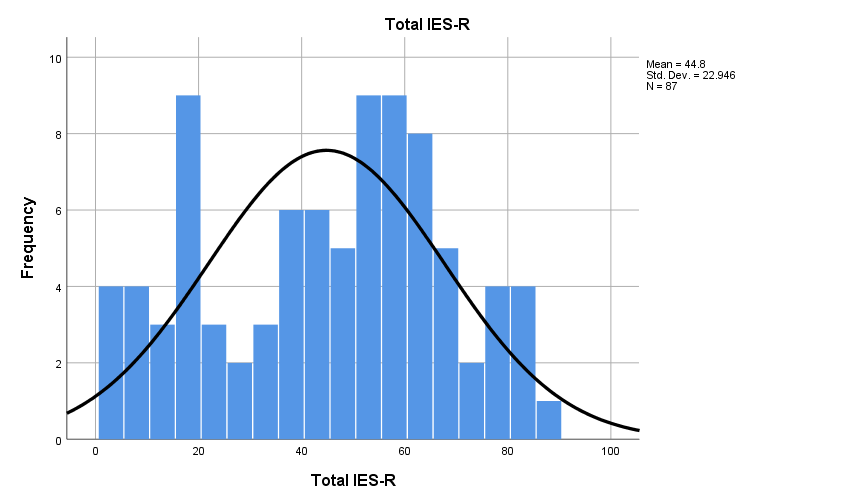 Total IES-R
Mean = 44.8
Std. Dev. = 22.946
N = 87
10
8
6
4
2
0
Frequency
0 20 40 60 80 100
Total IES-R